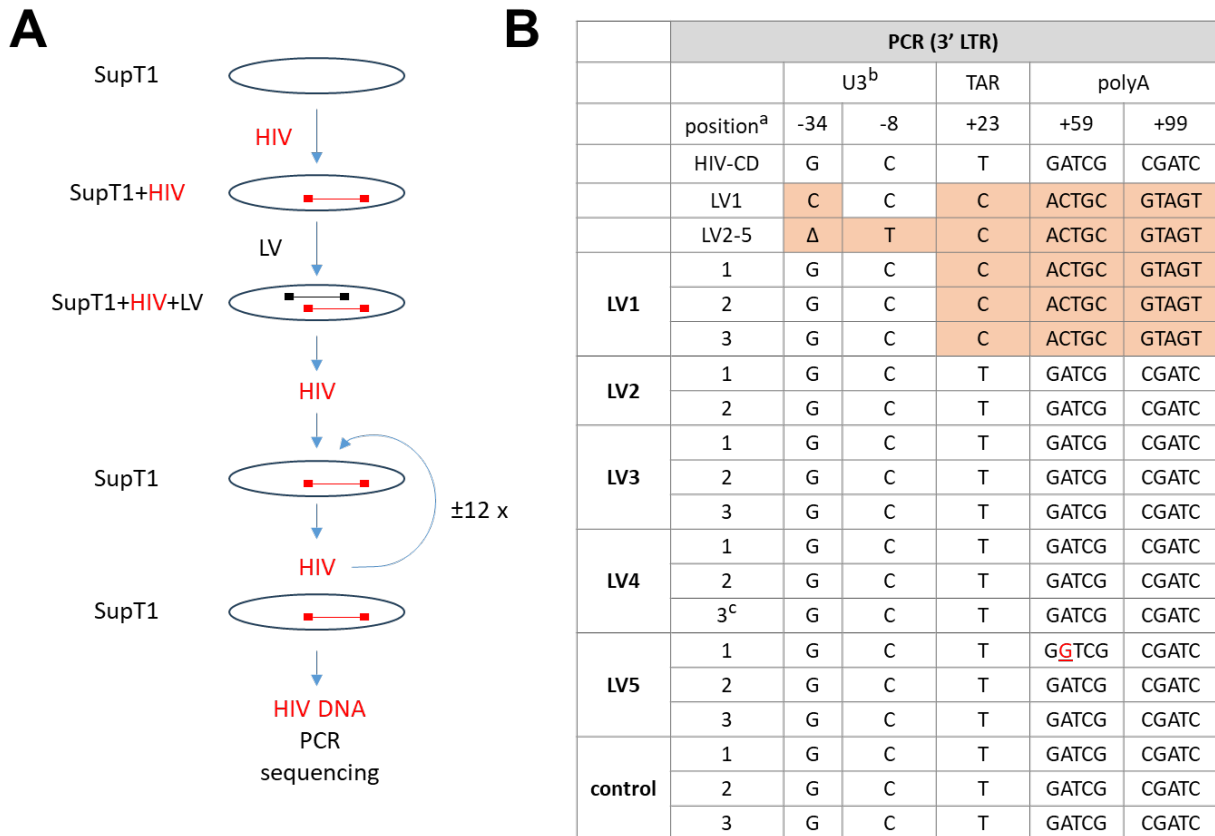 A
SupT1
HIV
SupT1+HIV
LV
SupT1+HIV+LV
HIV
SupT1
±12 x
HIV
SupT1
HIV DNA
PCR
sequencing
B
PCR (3’ LTR)
U3b TAR polyA
positiona -34 -8 +23 +59 +99
HIV-CD G C T GATCG CGATC
LV1 C C C ACTGC GTAGT
LV2-5 Δ T C ACTGC GTAGT
LV1
1 G C C ACTGC GTAGT
2 G C C ACTGC GTAGT
3 G C C ACTGC GTAGT
LV2
1 G C T GATCG CGATC
2 G C T GATCG CGATC
LV3
1 G C T GATCG CGATC
2 G C T GATCG CGATC
3 G C T GATCG CGATC
LV4
1 G C T GATCG CGATC
2 G C T GATCG CGATC
3c G C T GATCG CGATC
LV5
1 G C T GGTCG CGATC
2 G C T GATCG CGATC
3 G C T GATCG CGATC
control
1 G C T GATCG CGATC
2 G C T GATCG CGATC
3 G C T GATCG CGATC